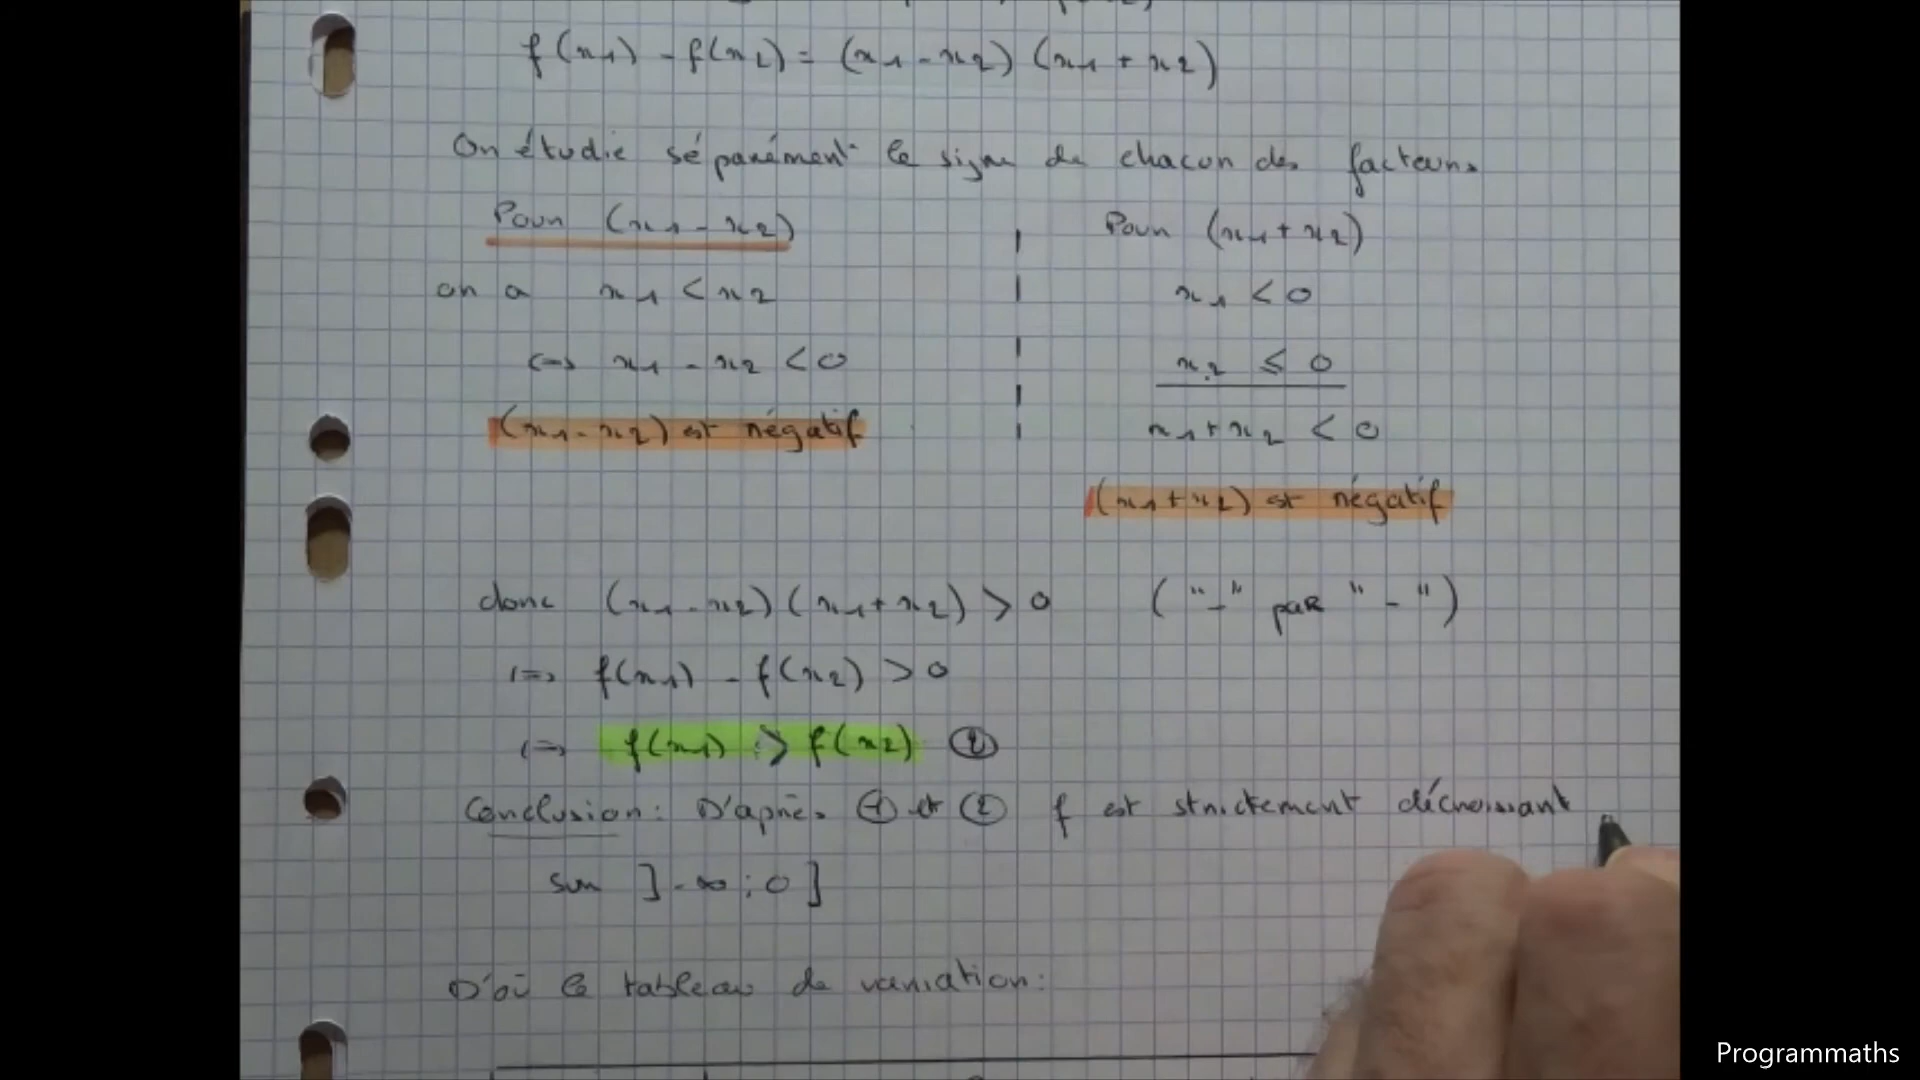 f(x1) - f(x2) = (x1 - x2) (x1 + x2)
On étudie séparément le signe de chacun des facteurs
Pour (x1 - x2)
on a x1 < x2
<=> x1 - x2 < 0
(x1 - x2) est négatif
Pour (x1 + x2)
x1 < 0
x2 ≤ 0
x1 + x2 < 0
(x1 + x2) est négatif
donc (x1 - x2) (x1 + x2) > 0 ("-" par "-")
<=> f(x1) - f(x2) > 0
<=> f(x1) > f(x2) ②
Conclusion : D'après ① et ② f est strictement décroissant
sur ]-∞ ; 0]
D'où le tableau de variation :
Programmaths